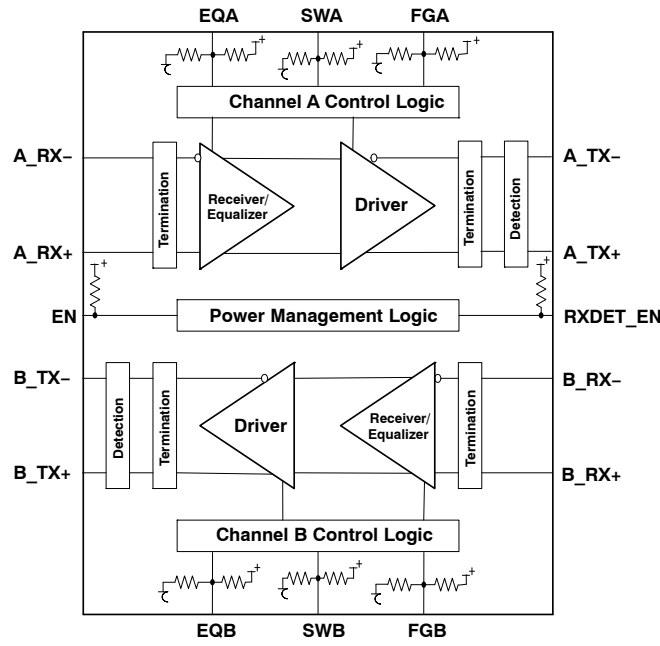 EQA SWA FGA
Channel A Control Logic
A_RX− A_TX−
Termination
Receiver/
Equalizer
Driver
Termination
Detection
A_RX+ A_TX+
+ + + + +
EN Power Management Logic RXDET_EN
B_TX− B_RX−
Detection
Termination
Driver
Receiver/
Equalizer
Termination
B_TX+ B_RX+
Channel B Control Logic
+ + +
EQB SWB FGB